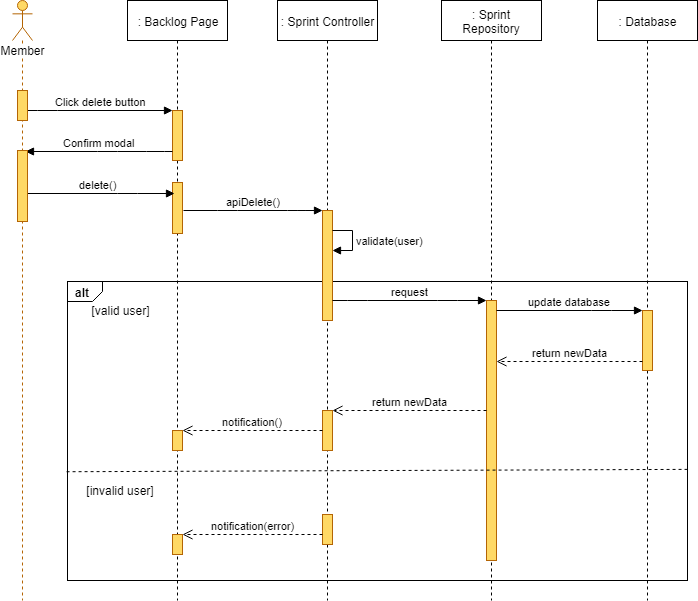 : Backlog Page
: Sprint Controller
: Sprint
Repository
: Database
Member
Click delete button
Confirm modal
delete()
apiDelete()
validate(user)
alt
request
[valid user]
update database
return newData
return newData
notification()
[invalid user]
notification(error)